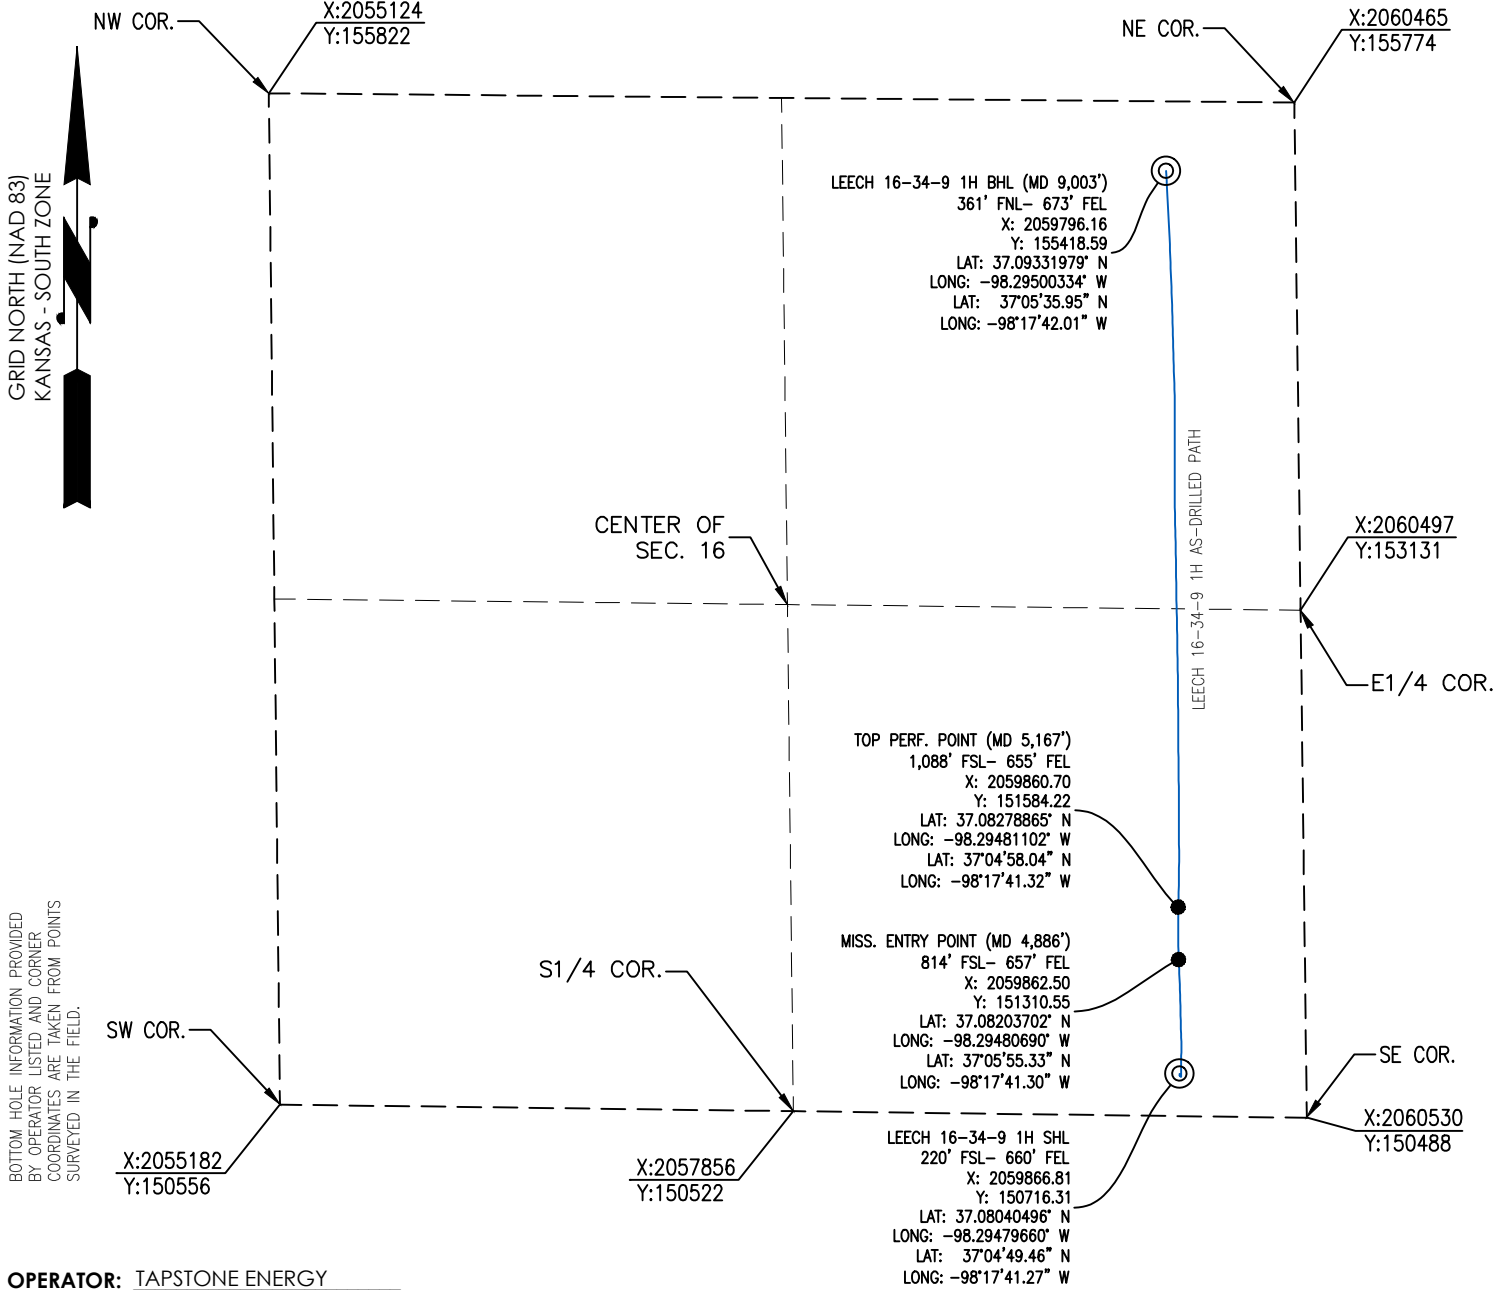 NW COR.
X:2055124
Y:155822
NE COR.
X:2060465
Y:155774
GRID NORTH (NAD 83)
KANSAS - SOUTH ZONE
LEECH 16-34-9 1H BHL (MD 9,003')
361' FNL- 673' FEL
X: 2059796.16
Y: 155418.59
LAT: 37.09331979° N
LONG: -98.29500334° W
LAT: 37°05'35.95" N
LONG: -98°17'42.01" W
LEECH 16-34-9 1H AS-DRILLED PATH
CENTER OF
SEC. 16
X:2060497
Y:153131
E1/4 COR.
TOP PERF. POINT (MD 5,167')
1,088' FSL- 655' FEL
X: 2059860.70
Y: 151584.22
LAT: 37.08278865° N
LONG: -98.29481102° W
LAT: 37°04'58.04" N
LONG: -98°17'41.32" W
MISS. ENTRY POINT (MD 4,886')
814' FSL- 657' FEL
X: 2059862.50
Y: 151310.55
LAT: 37.08203702° N
LONG: -98.29480690° W
LAT: 37°05'55.33" N
LONG: -98°17'41.30" W
S1/4 COR.
BOTTOM HOLE INFORMATION PROVIDED
BY OPERATOR LISTED AND CORNER
COORDINATES ARE TAKEN FROM POINTS
SURVEYED IN THE FIELD.
SW COR.
X:2055182
Y:150556
X:2057856
Y:150522
SE COR.
X:2060530
Y:150488
LEECH 16-34-9 1H SHL
220' FSL- 660' FEL
X: 2059866.81
Y: 150716.31
LAT: 37.08040496° N
LONG: -98.29479660° W
LAT: 37°04'49.46" N
LONG: -98°17'41.27" W
OPERATOR: TAPSTONE ENERGY